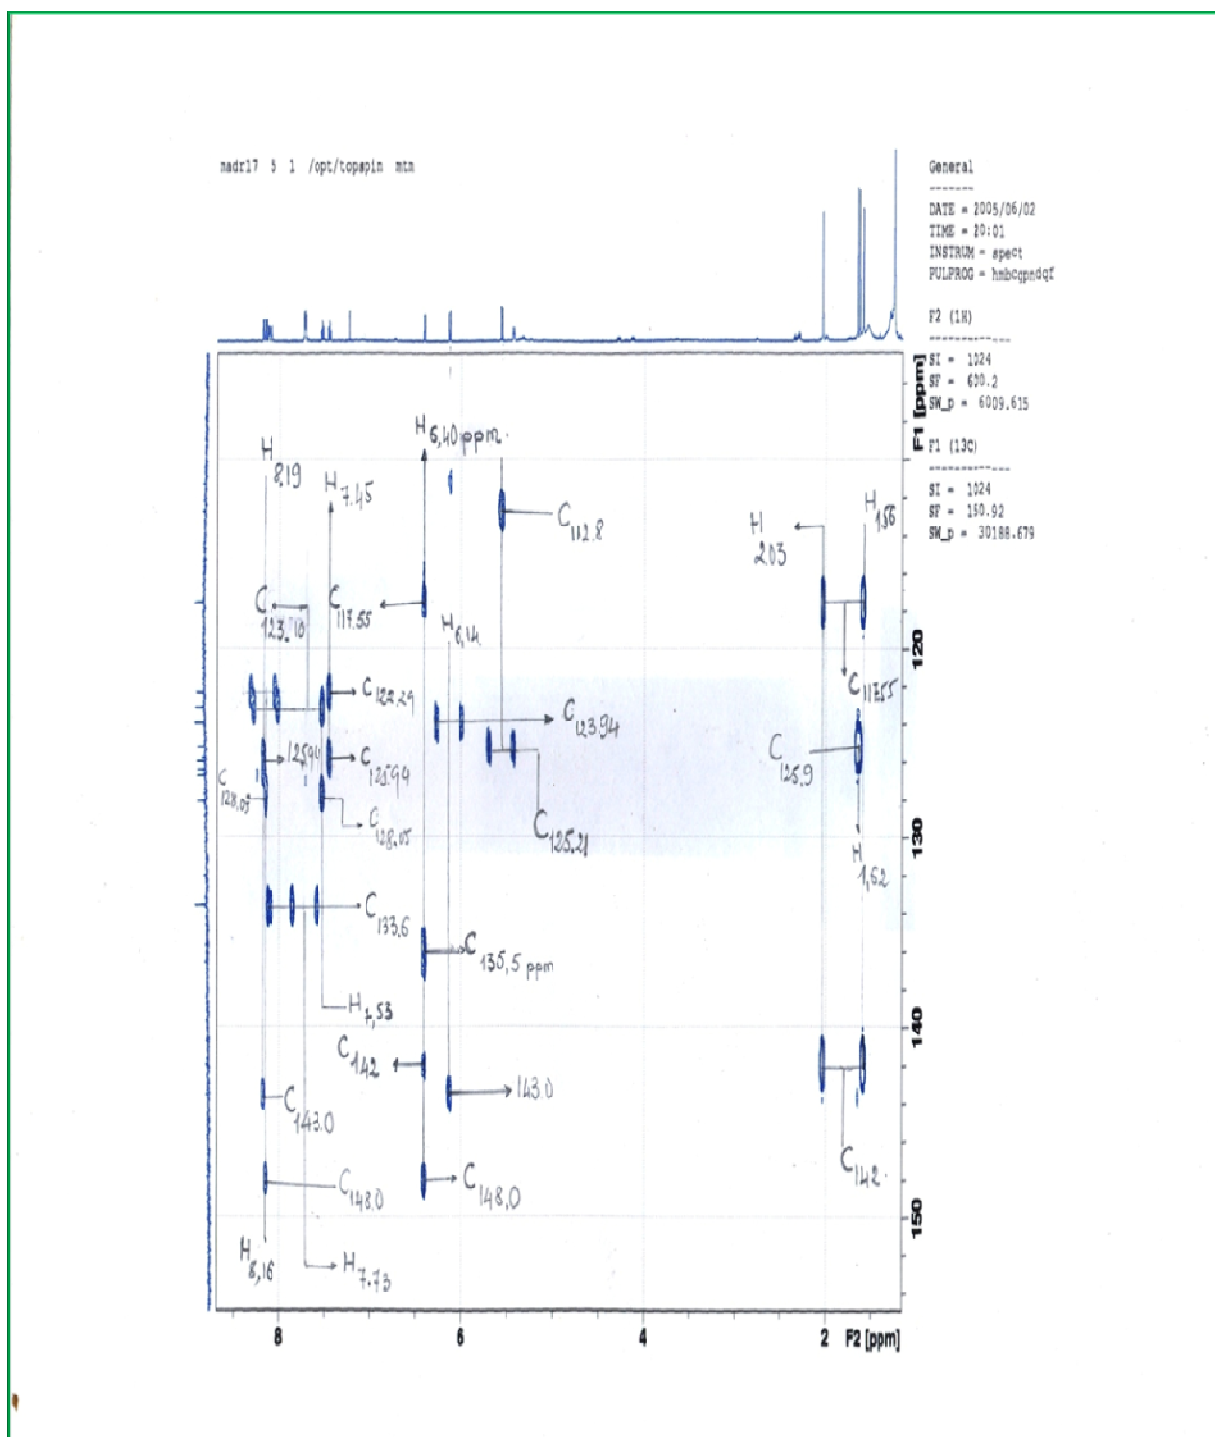 madr17 5 1 /opt/topspin mtm
General
-------
DATE = 2005/06/02
TIME = 20:01
INSTRUM = spect
PULPROG = hmbcgpndqf
F2 (1H)
------------
SI = 1024
SF = 600.2
SW_p = 6009.615
F1 (13C)
------------
SI = 1024
SF = 150.92
SW_p = 30188.679
F1 [ppm]
120
130
140
150
8
6
4
2
F2 [ppm]
H 8,19
H 7.45
H 6,40 ppm
C 112.8
H 2.03
H 1.56
C 123.10
C 117.55
H 6,14
C 122.29
C 123.94
C 117.55
125.94
C 125.99
C 125.9
C 128.05
C 128.05
C 125.21
H 1,62
C 133.6
C 135,5 ppm
H 7,53
C 142
143.0
C 143.0
C 142
C 148.0
C 148,0
H 8,16
H 7.73